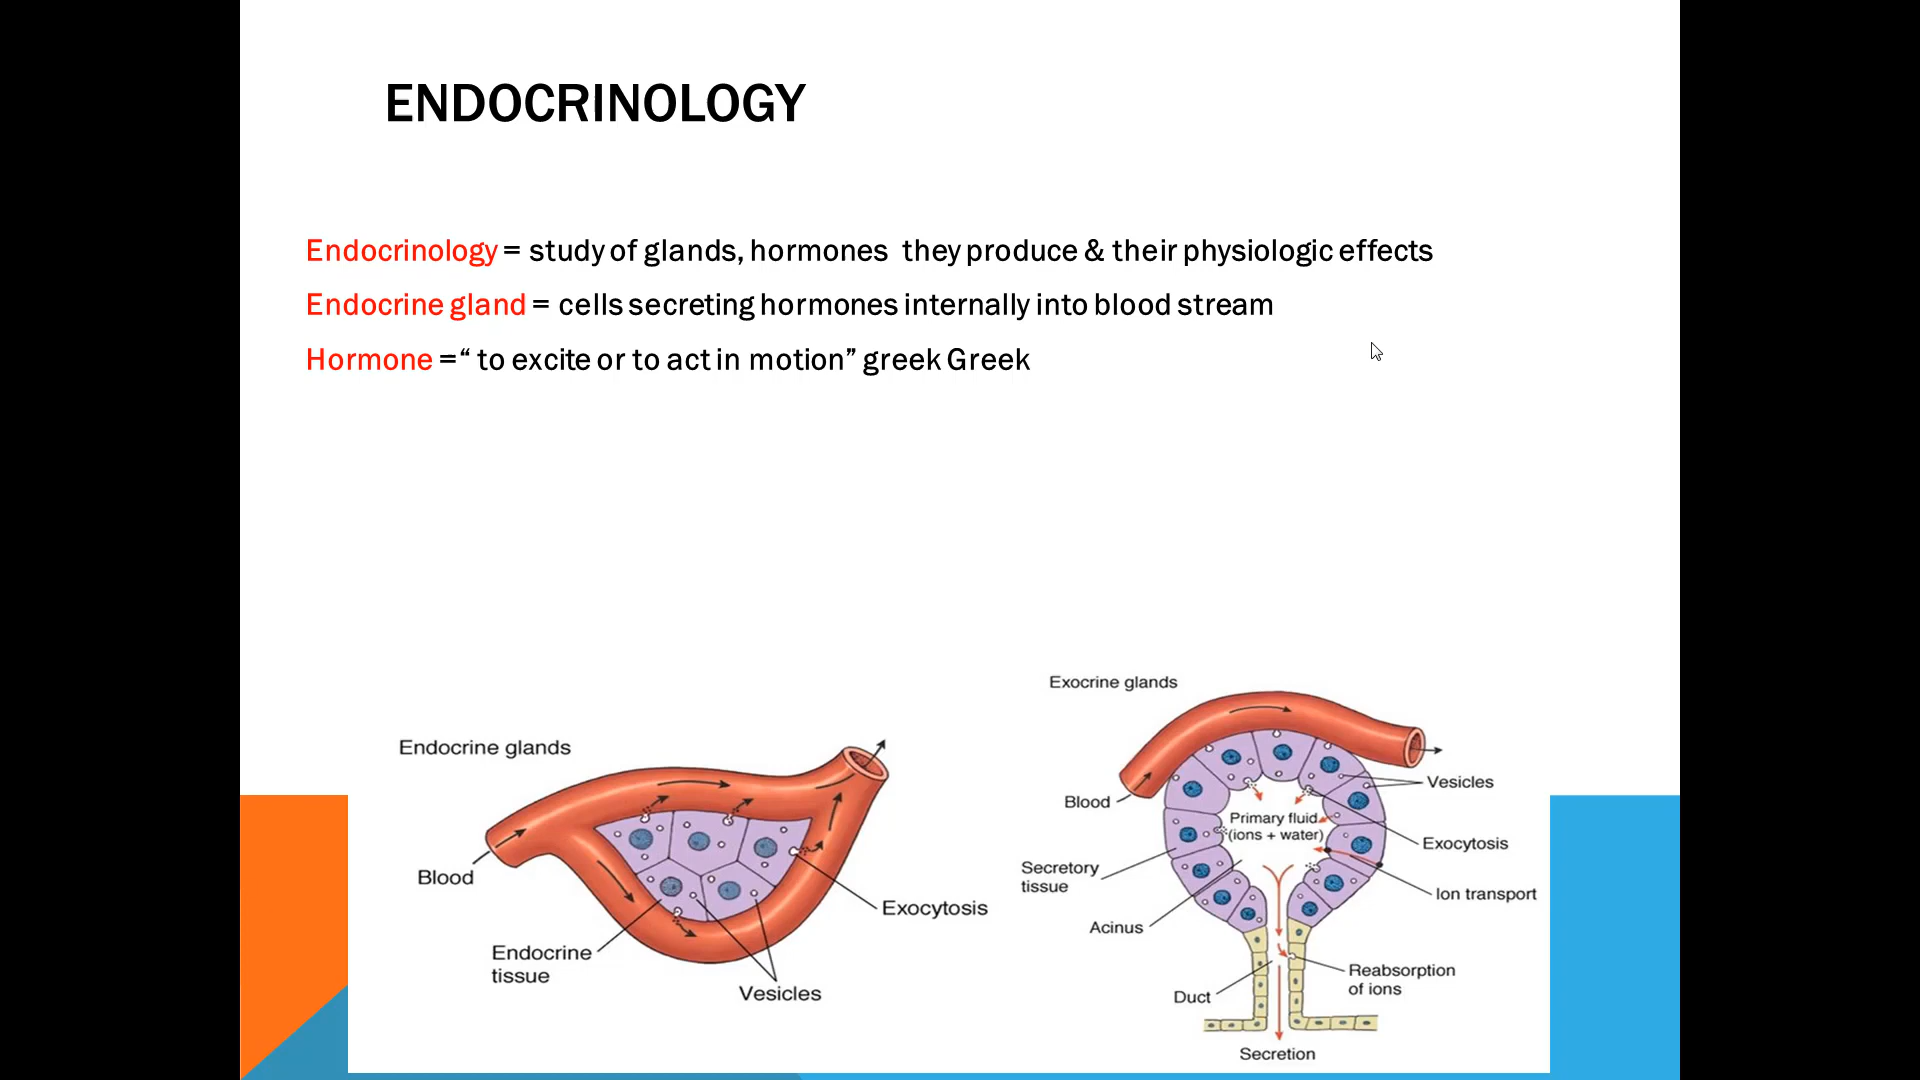 ENDOCRINOLOGY
Endocrinology = study of glands, hormones they produce & their physiologic effects
Endocrine gland = cells secreting hormones internally into blood stream
Hormone =“ to excite or to act in motion” greek Greek
Endocrine glands
Blood
Endocrine
tissue
Vesicles
Exocytosis
Exocrine glands
Blood
Vesicles
Primary fluid
(ions + water)
Exocytosis
Secretory
tissue
Ion transport
Acinus
Reabsorption
of ions
Duct
Secretion